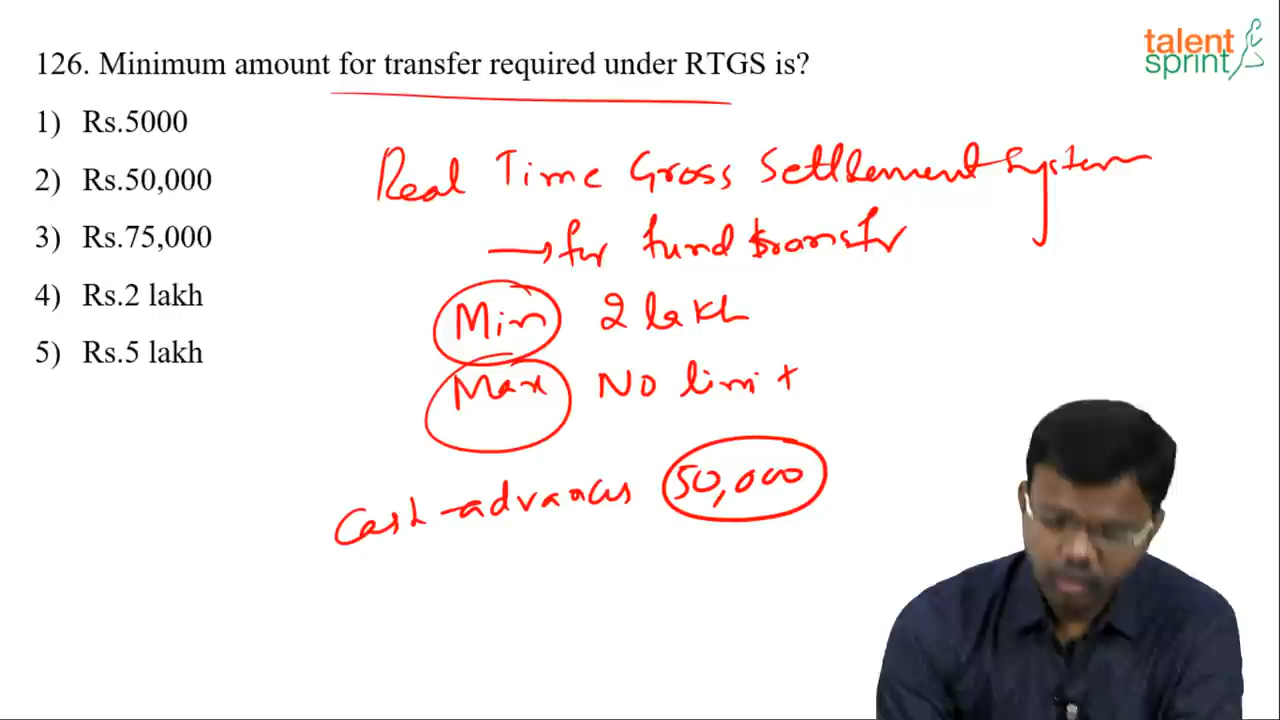 talent
sprint
126. Minimum amount for transfer required under RTGS is?
1) Rs.5000
2) Rs.50,000
3) Rs.75,000
4) Rs.2 lakh
5) Rs.5 lakh
Real Time Gross Settlement System
→ for fund transfer
Min 2 lakh
Max No limit
Cash-advances 50,000